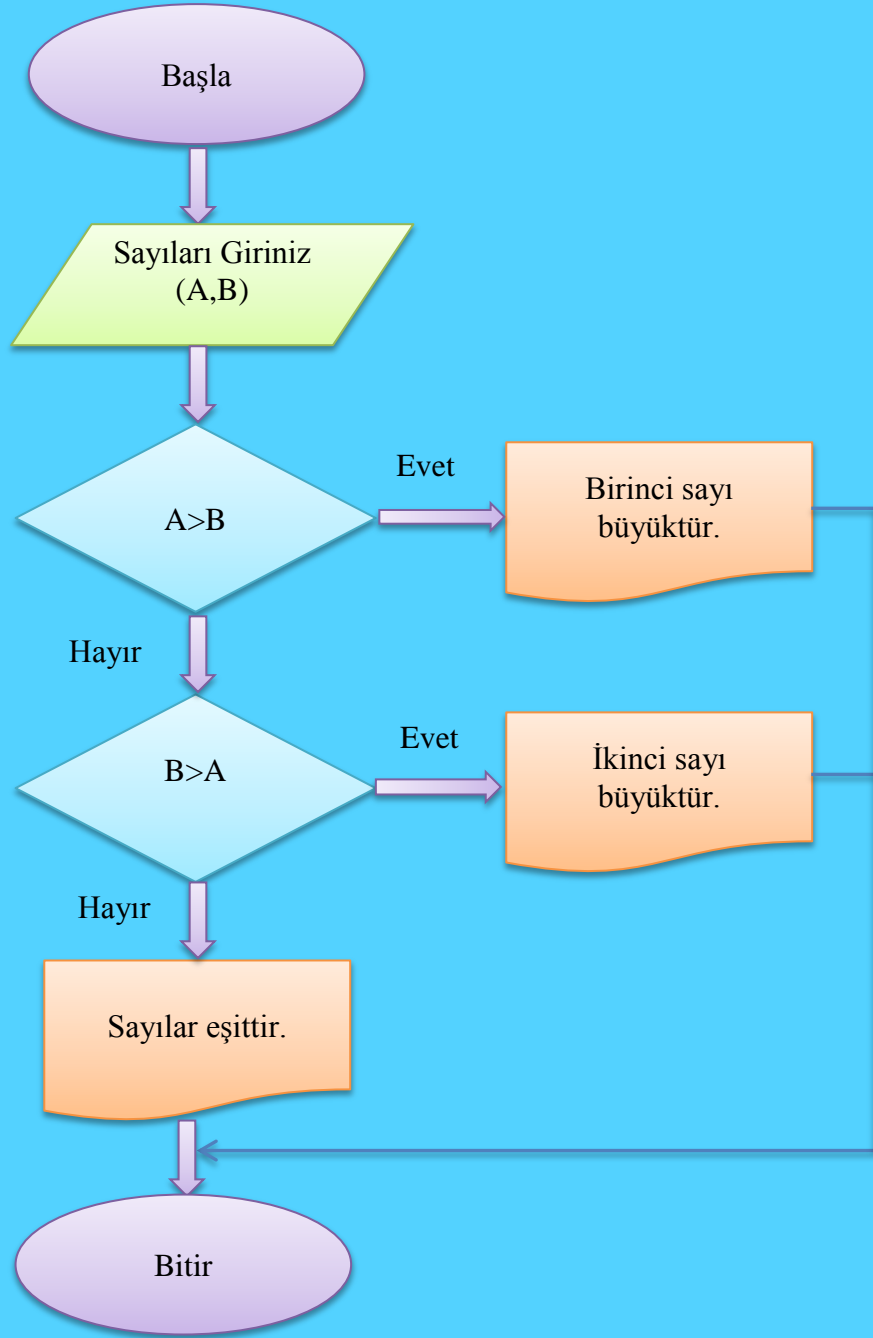 Başla
Sayıları Giriniz
(A,B)
A>B
Evet
Birinci sayı
büyüktür.
Hayır
B>A
Evet
İkinci sayı
büyüktür.
Hayır
Sayılar eşittir.
Bitir